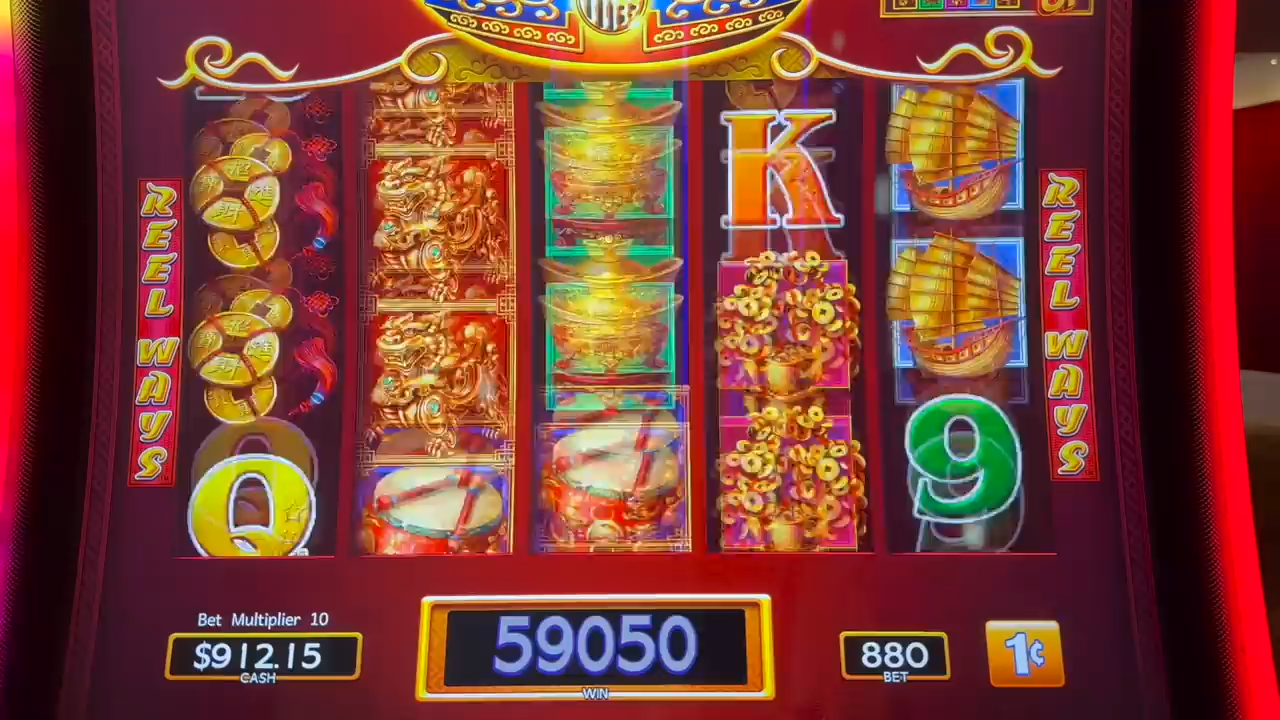 REEL WAYS
REEL WAYS
K
Q
9
Bet Multiplier 10
$912.15
CASH
59050
WIN
880
BET
1¢